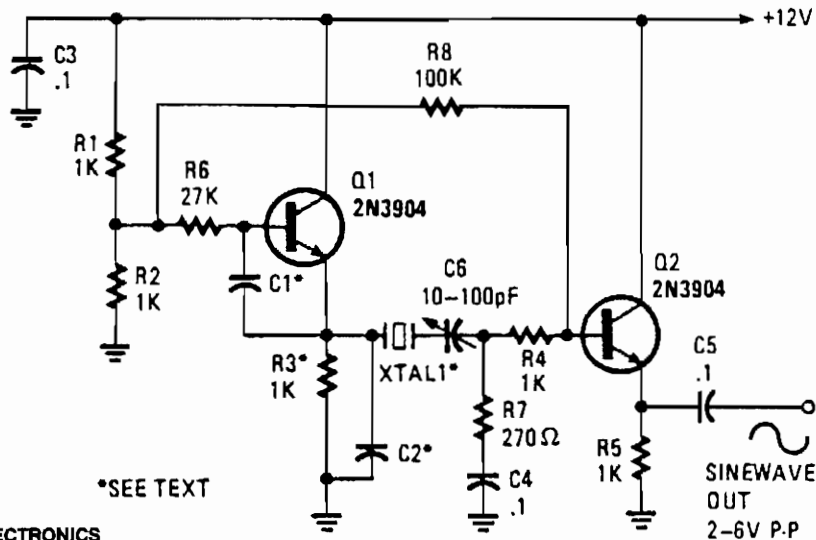 +12V
C3
.1
R8
100K
R1
1K
R6
27K
Q1
2N3904
R2
1K
C1*
C6
10–100pF
Q2
2N3904
R3*
1K
XTAL1*
R4
1K
C5
.1
R7
270Ω
C2*
R5
1K
*SEE TEXT
C4
.1
SINEWAVE
OUT
2–6V P-P
ECTRONICS